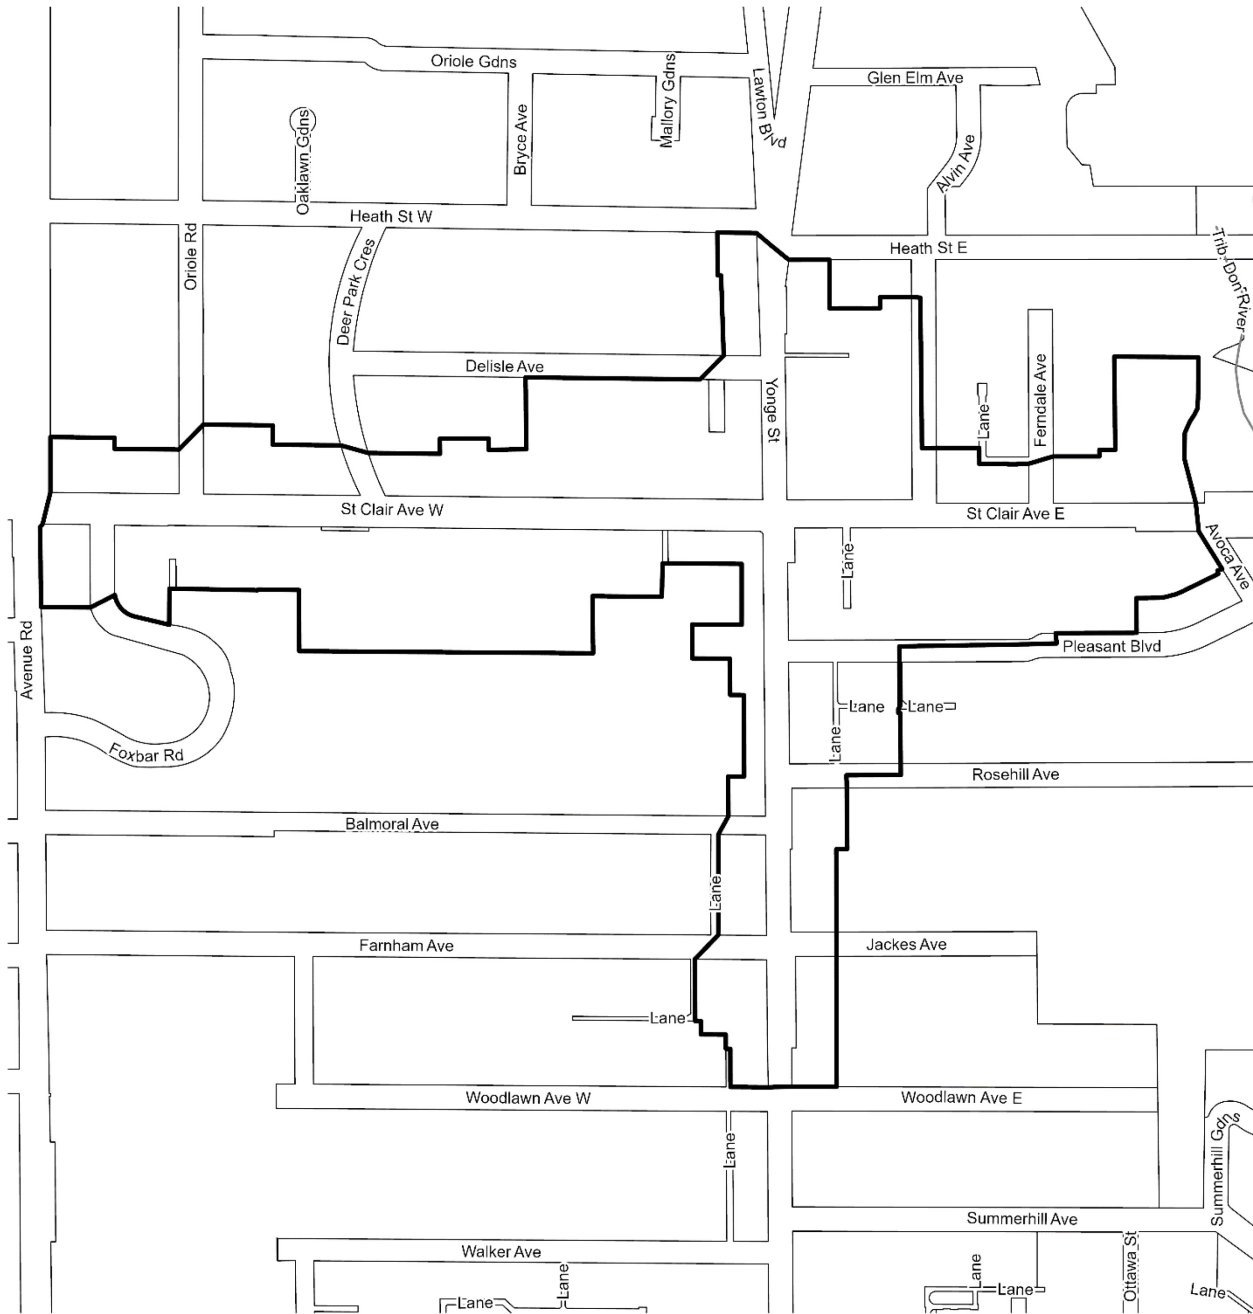 Oriole Gdns
Mallory Gdns
Lawton Blvd
Glen Elm Ave
Oaklawn Gdns
Bryce Ave
Alvin Ave
Heath St W
Oriole Rd
Deer Park Cres
Heath St E
Trib. Don River
Delisle Ave
Yonge St
Lane
Ferndale Ave
St Clair Ave W
St Clair Ave E
Lane
Avoca Ave
Avenue Rd
Pleasant Blvd
Lane
Lane
Lane
Foxbar Rd
Rosehill Ave
Balmoral Ave
Lane
Farnham Ave
Jackes Ave
Lane
Woodlawn Ave W
Woodlawn Ave E
Lane
Summerhill Gdns
Summerhill Ave
Walker Ave
Ottawa St
Lane
Lane
Lane
Lane
Lane